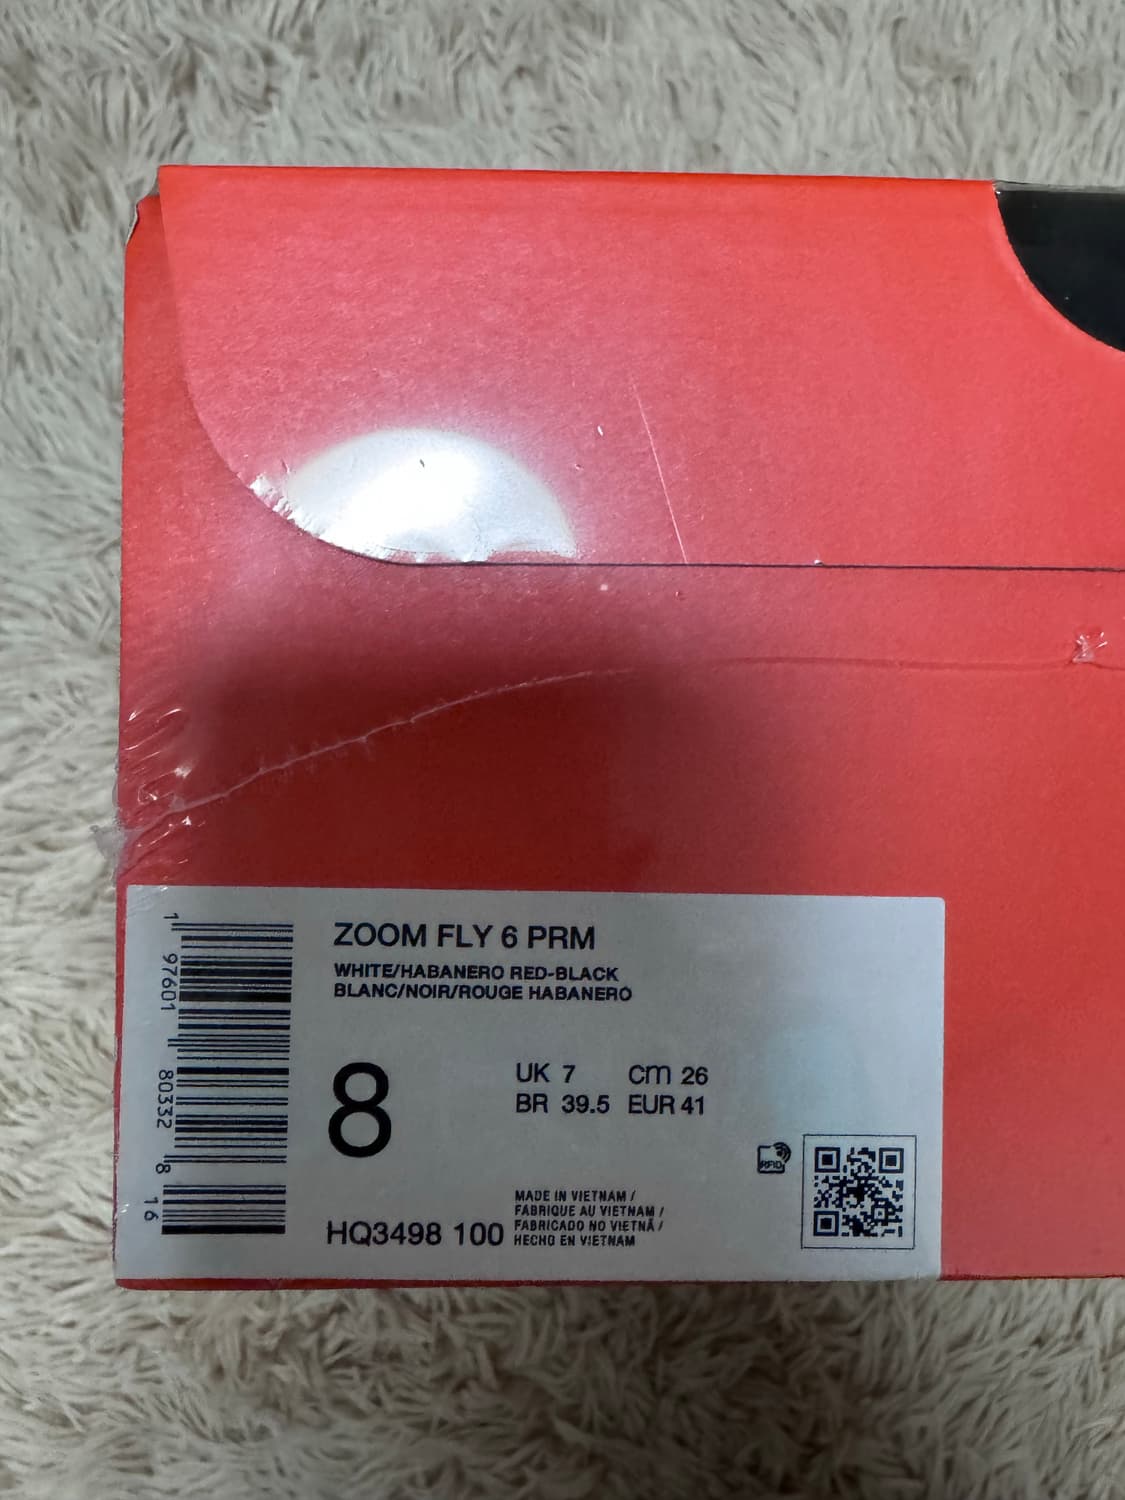 ZOOM FLY 6 PRM
WHITE/HABANERO RED-BLACK
BLANC/NOIR/ROUGE HABANERO
8
UK 7 cm 26
BR 39.5 EUR 41
RFID
HQ3498 100
MADE IN VIETNAM /
FABRIQUE AU VIETNAM /
FABRICADO NO VIETNÃ /
HECHO EN VIETNAM
1 97601 80332 8 16